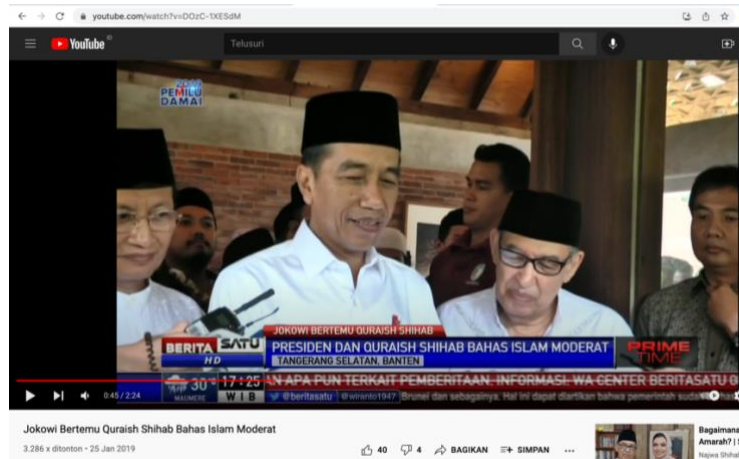 youtube.com/watch?v=DOzC-1XESdM
YouTube ID
Telusuri
2019
PEMILU
DAMAI
JOKOWI BERTEMU QURAISH SHIHAB
BERITA SATU HD
PRESIDEN DAN QURAISH SHIHAB BAHAS ISLAM MODERAT
TANGERANG SELATAN, BANTEN
PRIME TIME
30° 17:25
AN APA PUN TERKAIT PEMBERITAAN, INFORMASI, WA CENTER BERITASATU 0
MAUMERE WIB
@beritasatu @wiranto1947 Brunei dan sebagainya. Hal ini dapat diartikan bahwa pemerintah sudah
0:45 / 2:24
Jokowi Bertemu Quraish Shihab Bahas Islam Moderat
3.286 x ditonton • 25 Jan 2019
40 4 BAGIKAN SIMPAN ...
Bagaimana
Amarah? |
Najwa Shihab